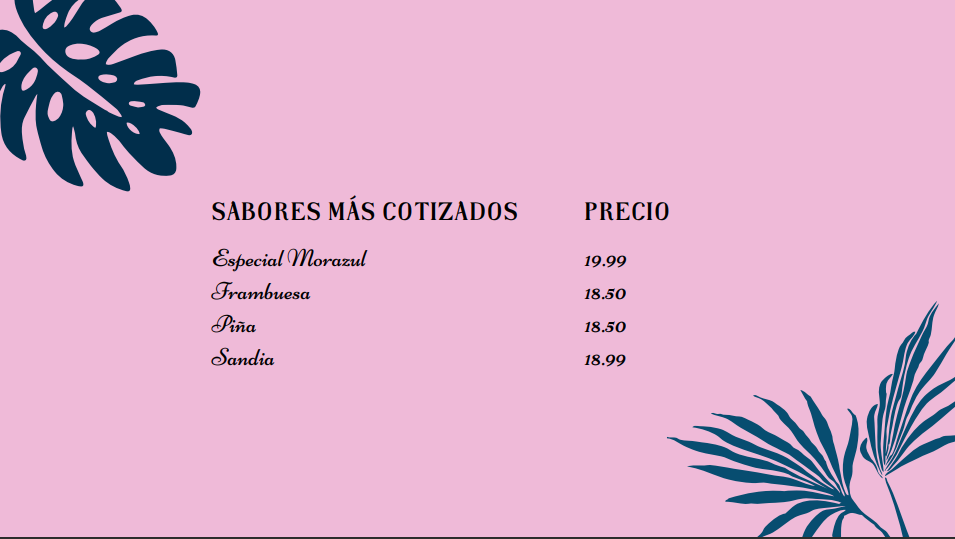 SABORES MÁS COTIZADOS PRECIO
Especial Morazul 19.99
Frambuesa 18.50
Piña 18.50
Sandia 18.99